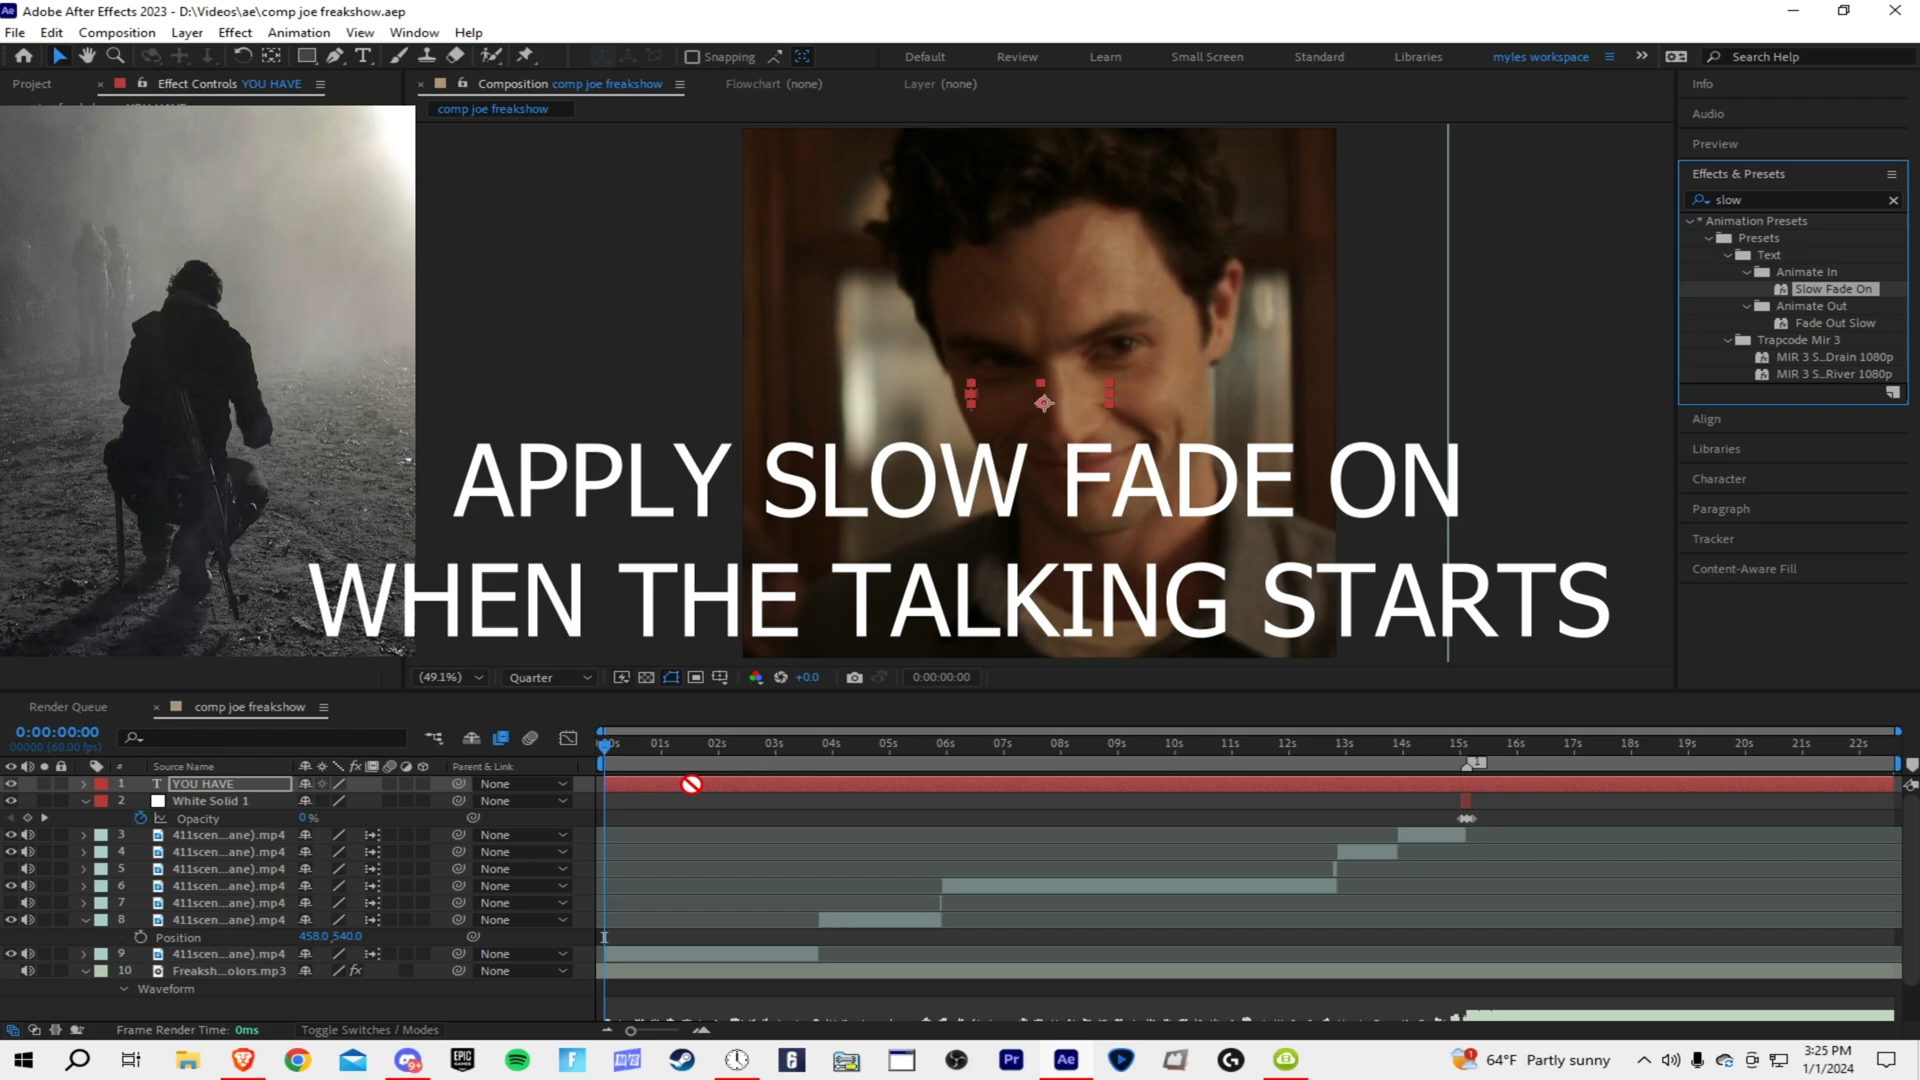 Adobe After Effects 2023 - D:\Videos\ae\comp joe freakshow.aep
File Edit Composition Layer Effect Animation View Window Help
Snapping Default Review Learn Small Screen Standard Libraries myles workspace Search Help
Project Effect Controls YOU HAVE Composition comp joe freakshow Flowchart (none) Layer (none)
comp joe freakshow
Info
Audio
Preview
Effects & Presets
slow
* Animation Presets
Presets
Text
Animate In
Slow Fade On
Animate Out
Fade Out Slow
Trapcode Mir 3
MIR 3 S...Drain 1080p
MIR 3 S...River 1080p
Align
Libraries
Character
Paragraph
Tracker
Content-Aware Fill
APPLY SLOW FADE ON
WHEN THE TALKING STARTS
(49.1%) Quarter +0.0 0:00:00:00
Render Queue comp joe freakshow
0:00:00:00
00000 (60.00 fps)
01s 02s 03s 04s 05s 06s 07s 08s 09s 10s 11s 12s 13s 14s 15s 16s 17s 18s 19s 20s 21s 22s
# Source Name Parent & Link
1
1 T YOU HAVE None
2 White Solid 1 None
Opacity 0 %
3 411scen...ane).mp4 None
4 411scen...ane).mp4 None
5 411scen...ane).mp4 None
6 411scen...ane).mp4 None
7 411scen...ane).mp4 None
8 411scen...ane).mp4 None
Position 458.0,540.0
9 411scen...ane).mp4 None
10 Freaksh...olors.mp3 None
Waveform
Frame Render Time: 0ms Toggle Switches / Modes
64°F Partly sunny
3:25 PM
1/1/2024